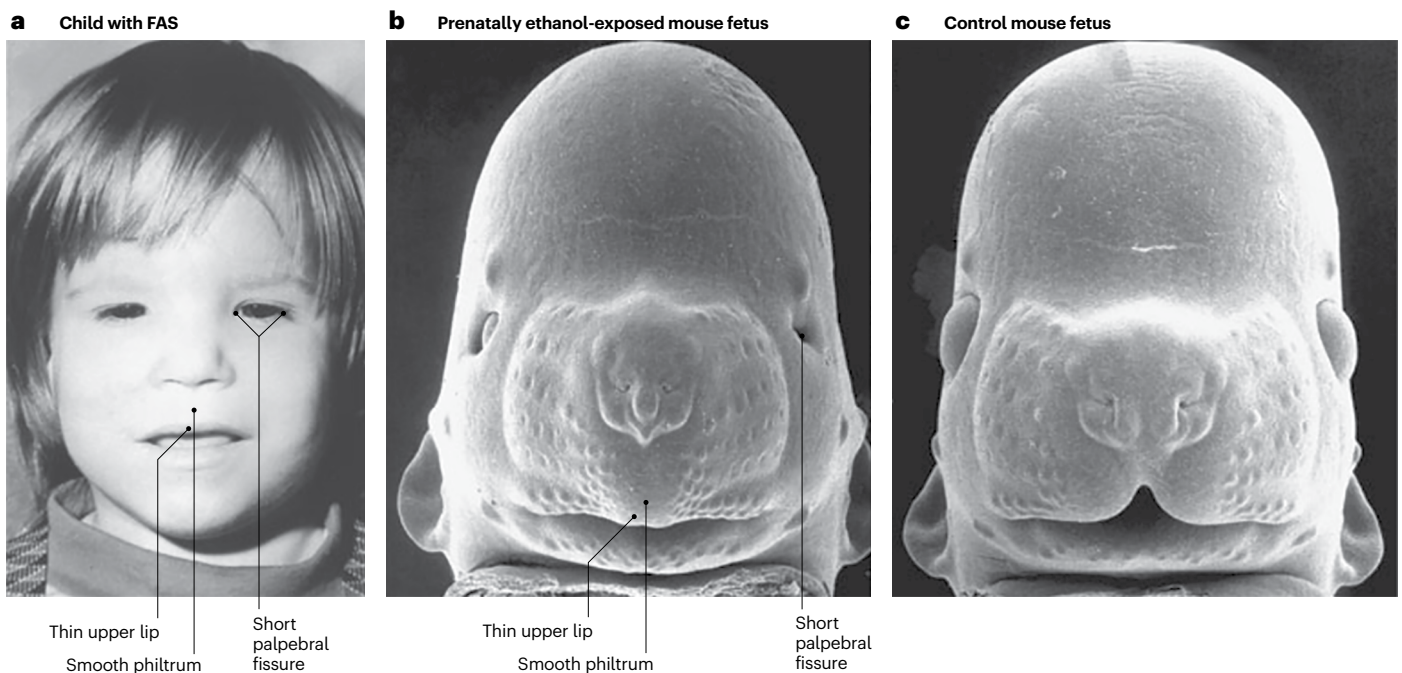 a Child with FAS
b Prenatally ethanol-exposed mouse fetus
c Control mouse fetus
Thin upper lip
Smooth philtrum
Short
palpebral
fissure
Thin upper lip
Smooth philtrum
Short
palpebral
fissure